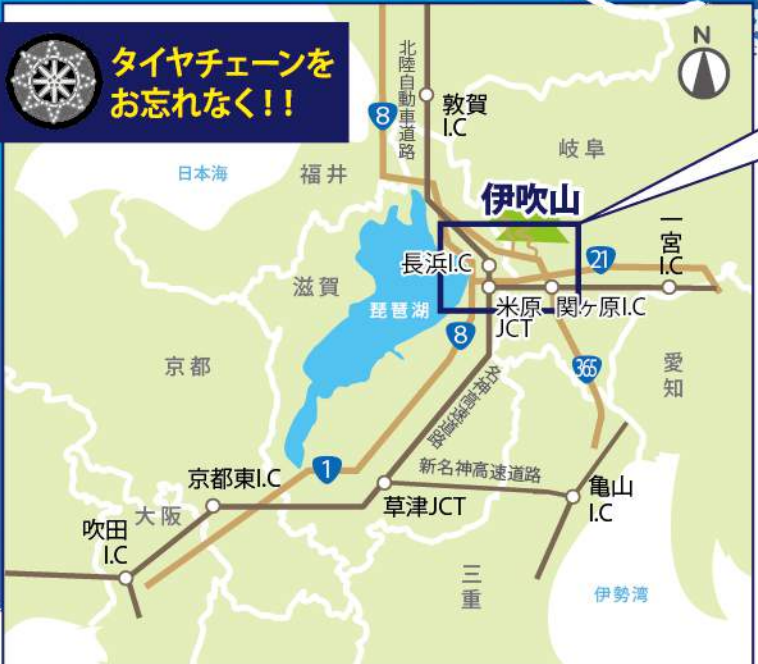 タイヤチェーンを
お忘れなく!!
北陸自動車道路
8
敦賀
I.C
N
岐阜
日本海
福井
伊吹山
一宮
I.C
長浜I.C
21
滋賀
琵琶湖
米原
JCT
関ヶ原I.C
8
365
愛知
京都
名神高速道路
1
新名神高速道路
京都東I.C
草津JCT
亀山
I.C
大阪
吹田
I.C
三重
伊勢湾